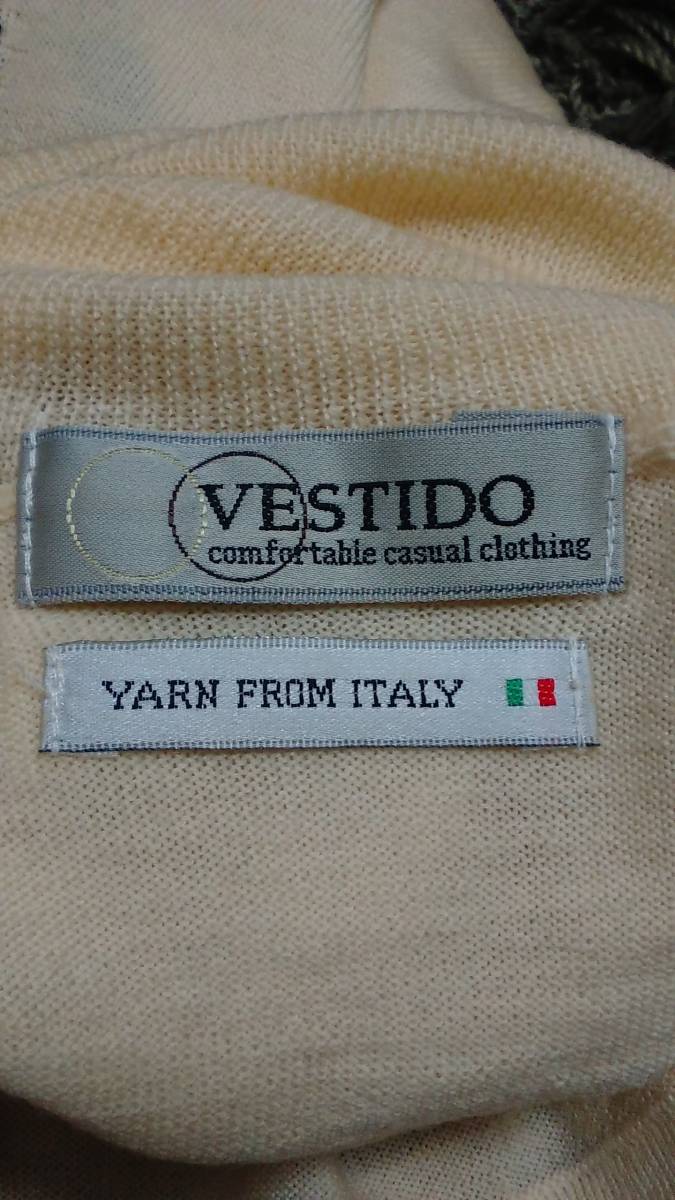 VESTIDO
comfortable casual clothing
YARN FROM ITALY